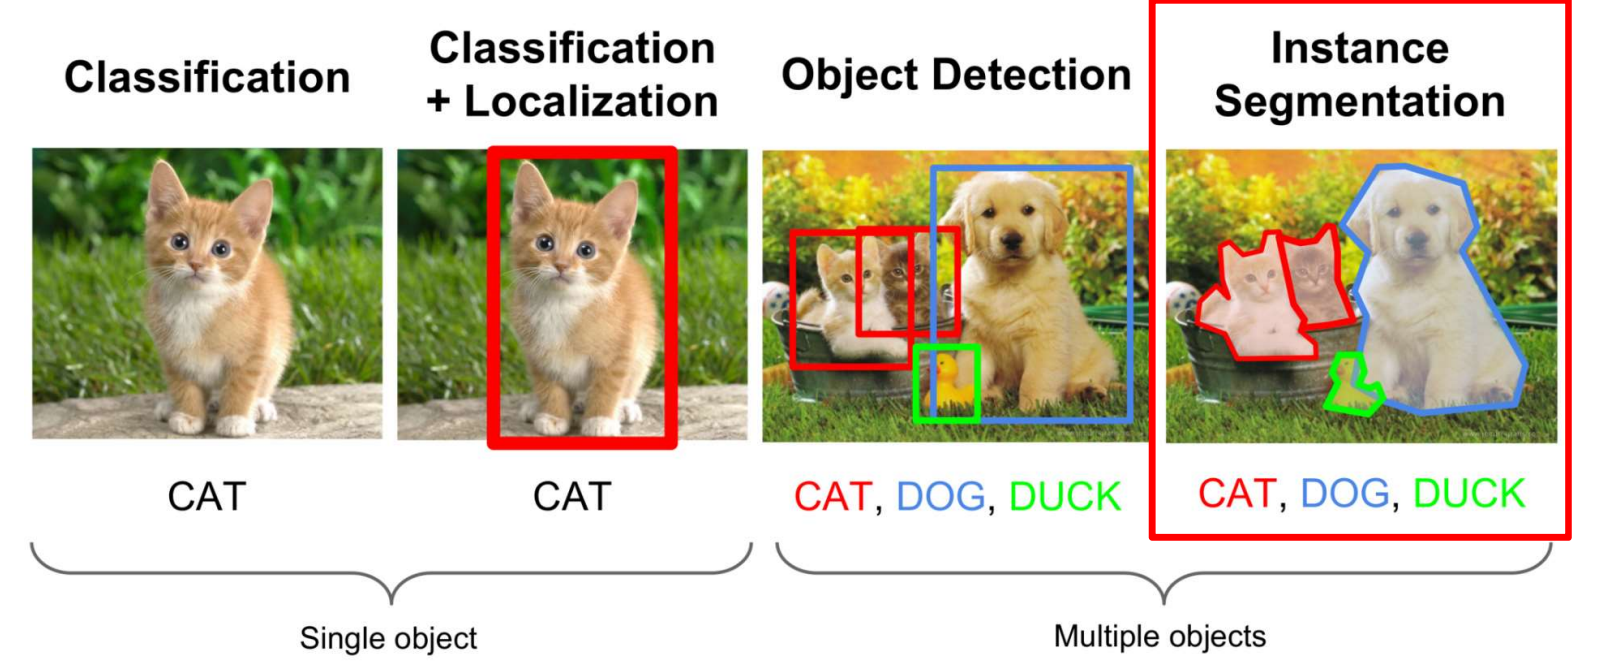 Classification
Classification
+ Localization
Object Detection
Instance
Segmentation
CAT
CAT
CAT, DOG, DUCK
CAT, DOG, DUCK
Single object
Multiple objects